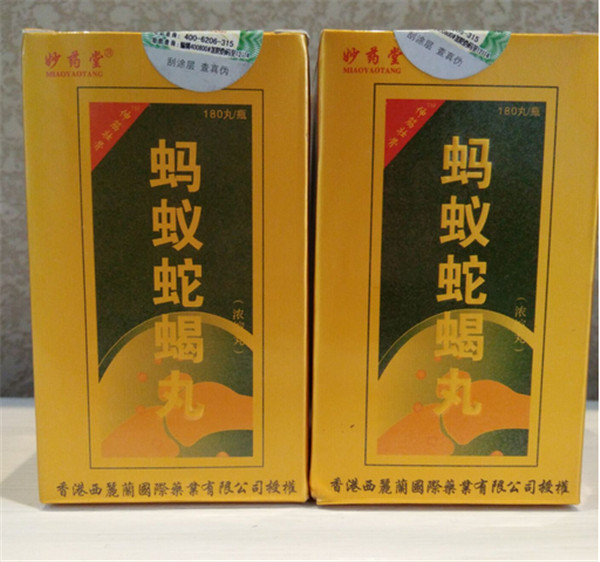 400-6206-315
刮涂层 查真伪
妙药堂®
MIAOYAOTANG
180丸/瓶
蚂蚁蛇蝎丸
香港西麗蘭國際藥業有限公司授權
400-6206-315
刮涂层 查真伪
妙药堂
MIAOYAOTANG
180丸/瓶
蚂蚁蛇蝎丸
香港西麗蘭國際藥業有限公司授權